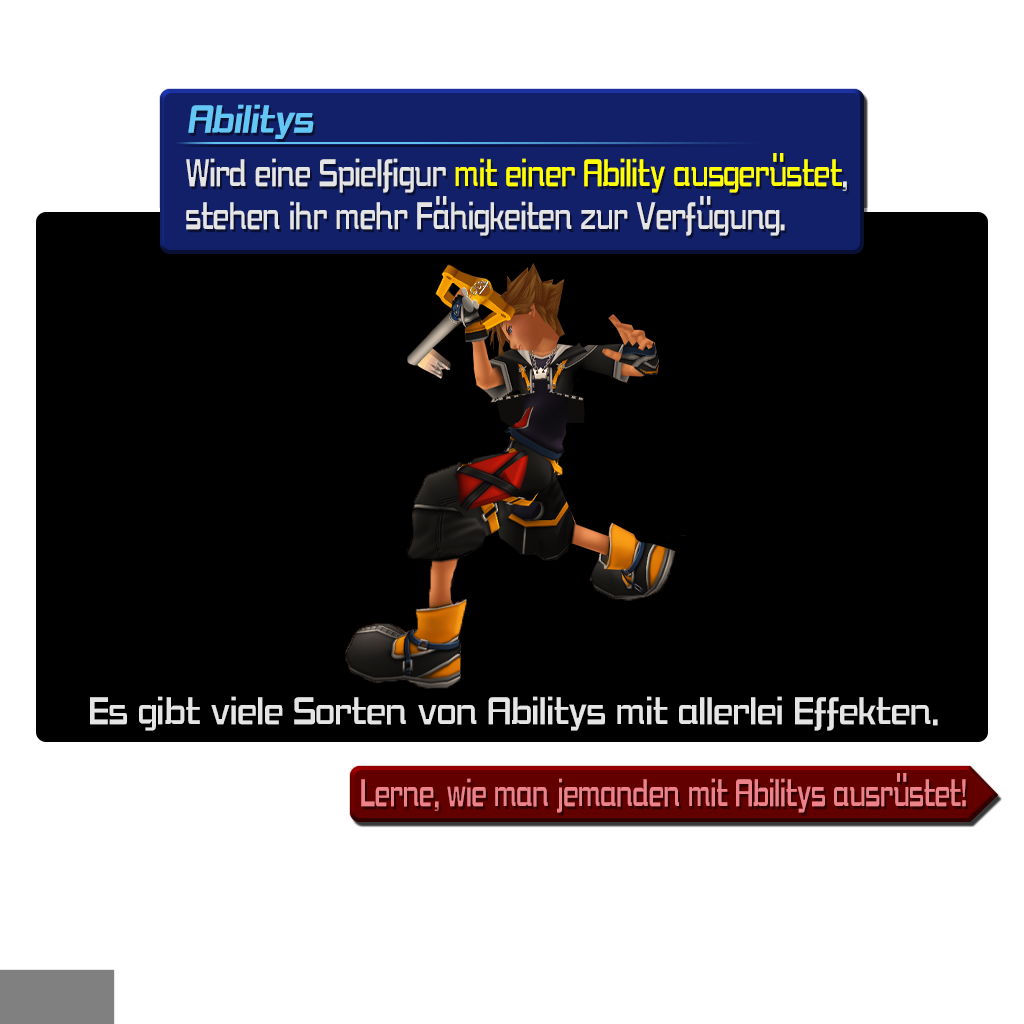 Abilitys
Wird eine Spielfigur mit einer Ability ausgerüstet,
stehen ihr mehr Fähigkeiten zur Verfügung.
Es gibt viele Sorten von Abilitys mit allerlei Effekten.
Lerne, wie man jemanden mit Abilitys ausrüstet!